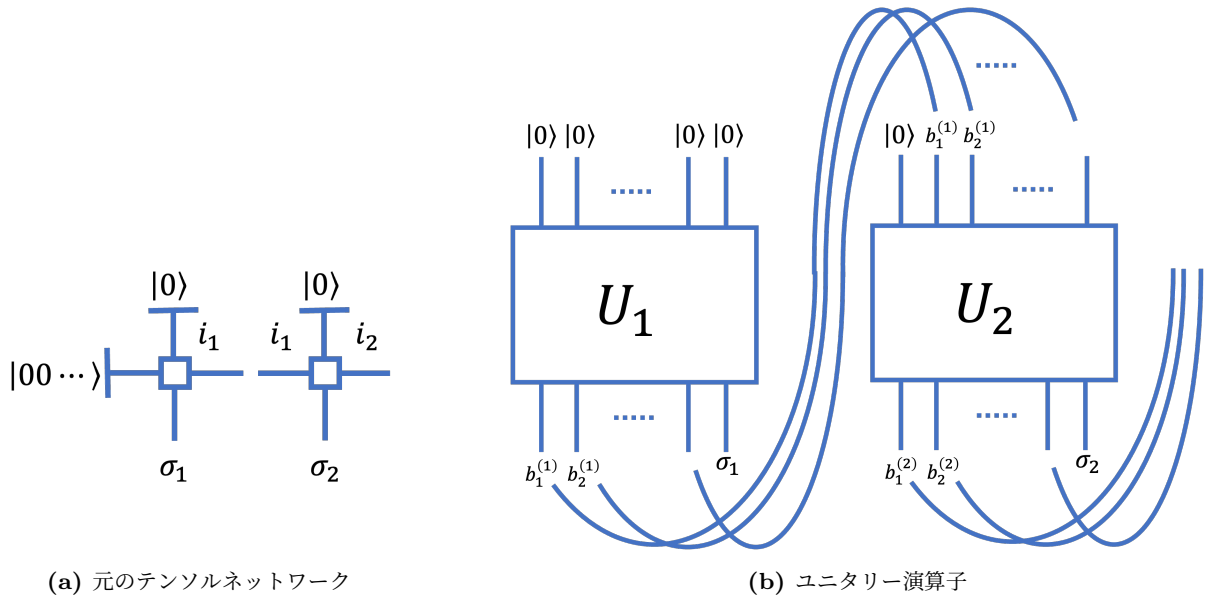 |0⟩ |0⟩
i₁ i₁ i₂
|00 ⋯⟩
σ₁ σ₂
(a) 元のテンソルネットワーク
|0⟩ |0⟩ |0⟩ |0⟩
U₁
b₁⁽¹⁾ b₂⁽¹⁾ σ₁
|0⟩ b₁⁽¹⁾ b₂⁽¹⁾
U₂
b₁⁽²⁾ b₂⁽²⁾ σ₂
(b) ユニタリー演算子